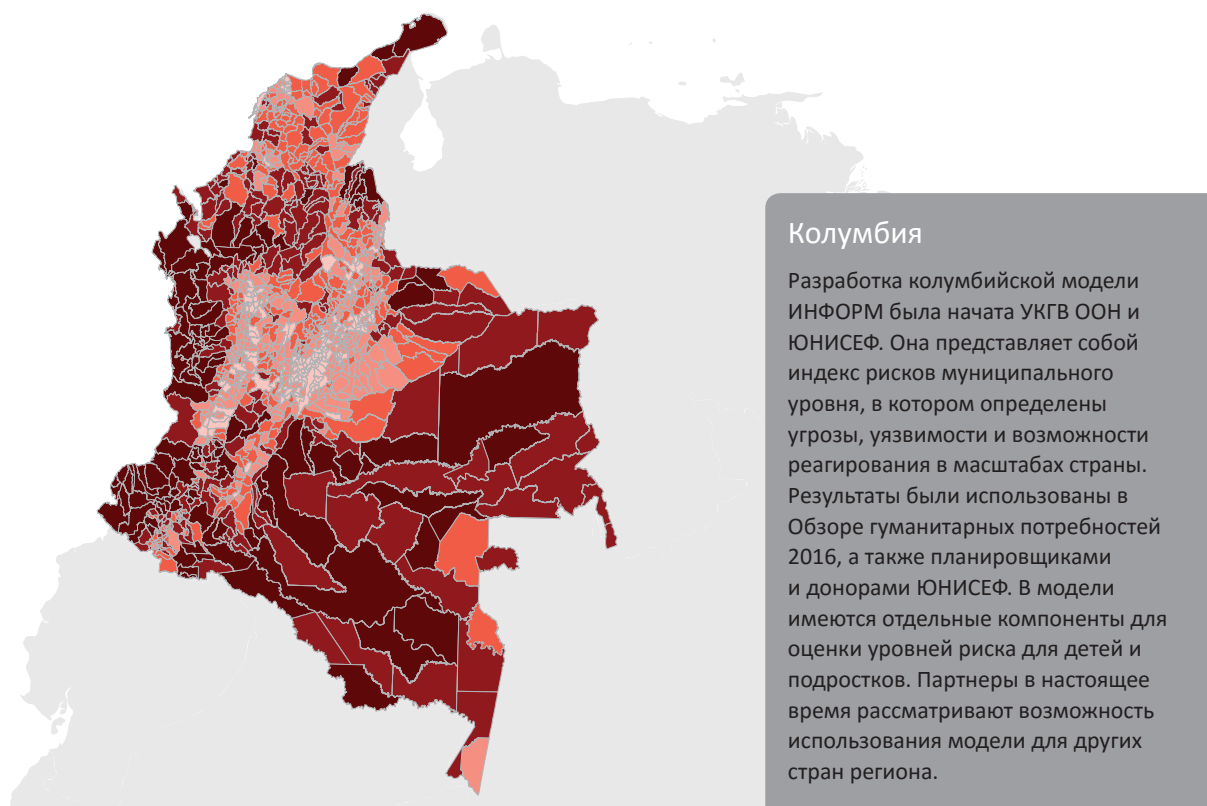 Колумбия
Разработка колумбийской модели
ИНФОРМ была начата УКГВ ООН и
ЮНИСЕФ. Она представляет собой
индекс рисков муниципального
уровня, в котором определены
угрозы, уязвимости и возможности
реагирования в масштабах страны.
Результаты были использованы в
Обзоре гуманитарных потребностей
2016, а также планировщиками
и донорами ЮНИСЕФ. В модели
имеются отдельные компоненты для
оценки уровней риска для детей и
подростков. Партнеры в настоящее
время рассматривают возможность
использования модели для других
стран региона.